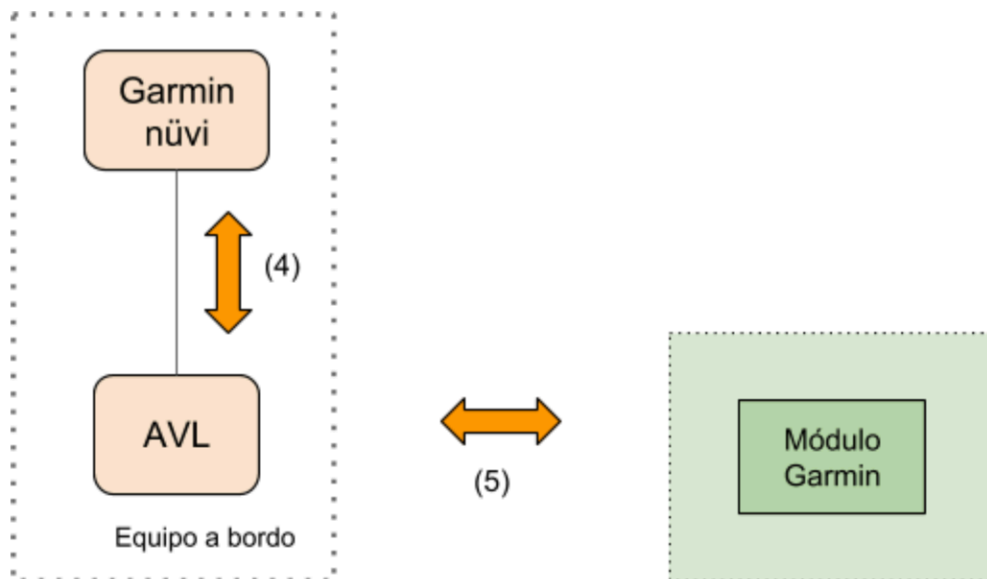 Garmin
nüvi
(4)
AVL
Equipo a bordo
(5)
Módulo
Garmin